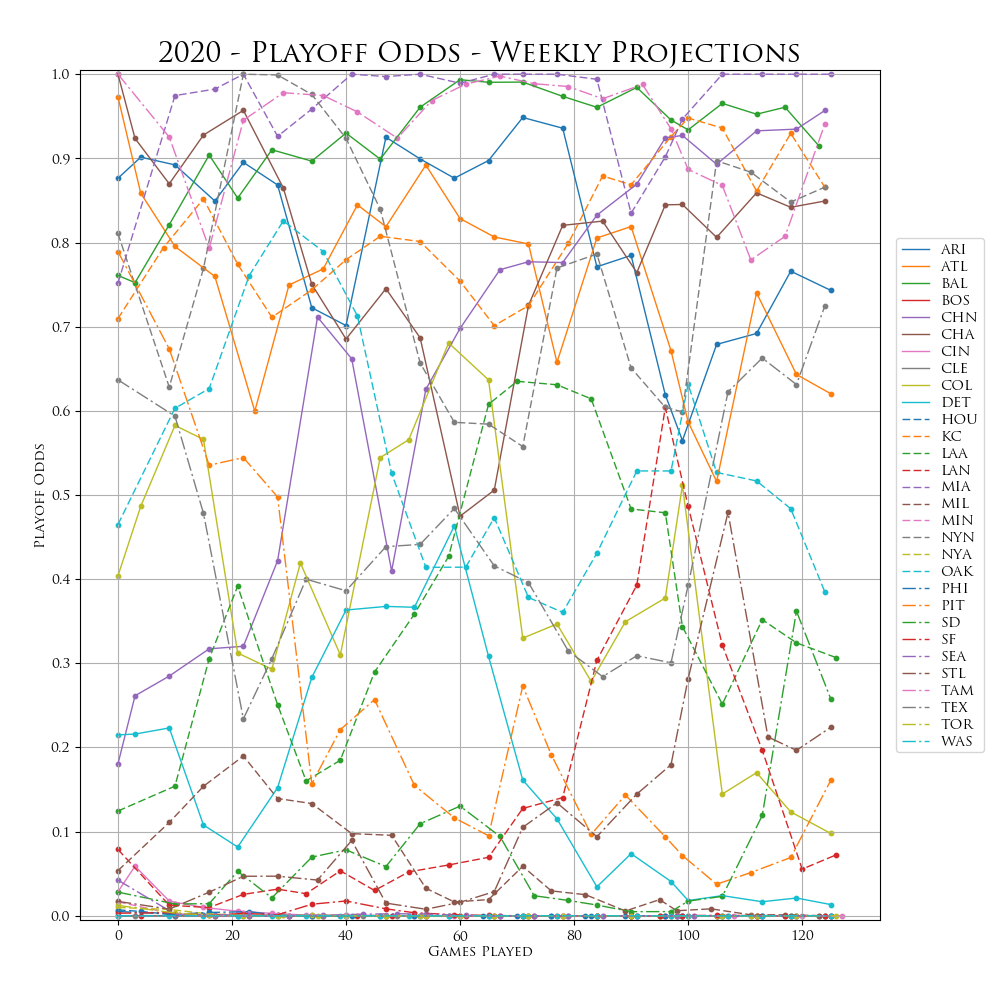 2020 - Playoff Odds - Weekly Projections
1.0
0.9
0.8
0.7
0.6
0.5
0.4
0.3
0.2
0.1
0.0
Playoff Odds
0 20 40 60 80 100 120
Games Played
ARI
ATL
BAL
BOS
CHN
CHA
CIN
CLE
COL
DET
HOU
KC
LAA
LAN
MIA
MIL
MIN
NYN
NYA
OAK
PHI
PIT
SD
SF
SEA
STL
TAM
TEX
TOR
WAS